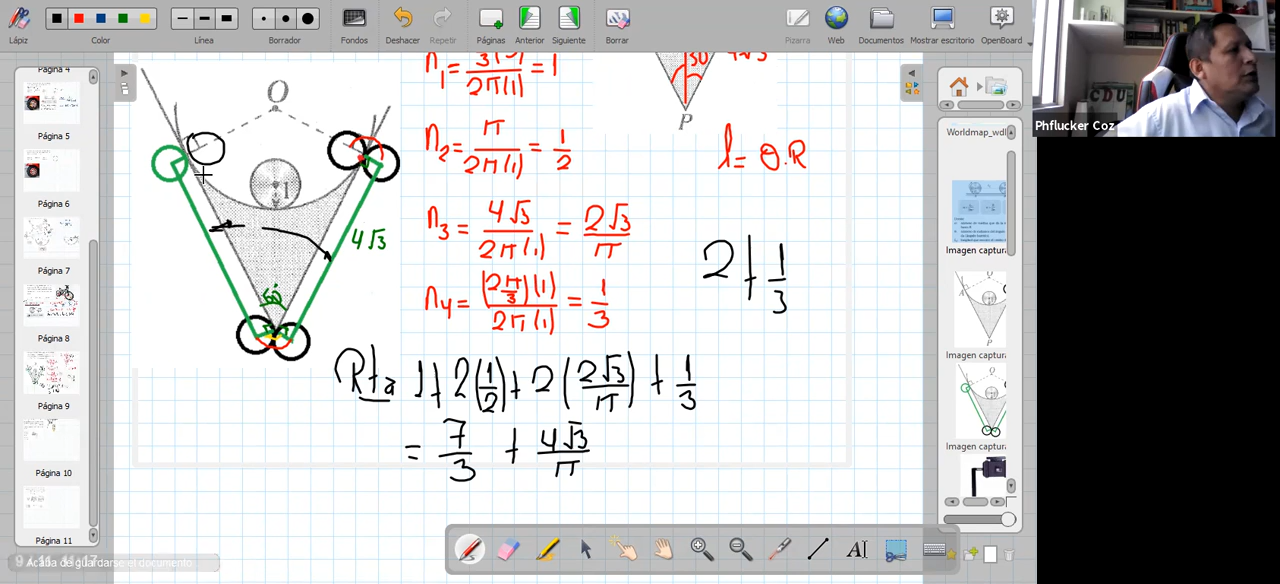 Lápiz
Color
Línea
Borrador
Fondos
Deshacer
Repetir
Páginas
Anterior
Siguiente
Borrar
Pizarra
Web
Documentos
Mostrar escritorio
OpenBoard
Página 4
Página 5
Página 6
Página 7
Página 8
Página 9
Página 10
Página 11
Acaba de guardarse el documento
O
1
4√3
60°
P
30
n₁ = 3( ) / 2π(1) = 1
n₂ = π / 2π(1) = 1/2
n₃ = 4√3 / 2π(1) = 2√3 / π
n₄ = (2π/3)(1) / 2π(1) = 1/3
l = θ.R
2 + 1/3
Rta 1 + 2(1/2) + 2(2√3/π) + 1/3
= 7/3 + 4√3/π
Worldmap_wdl
Imagen captura
Imagen captura
Imagen captura
Phflucker Coz
CDU